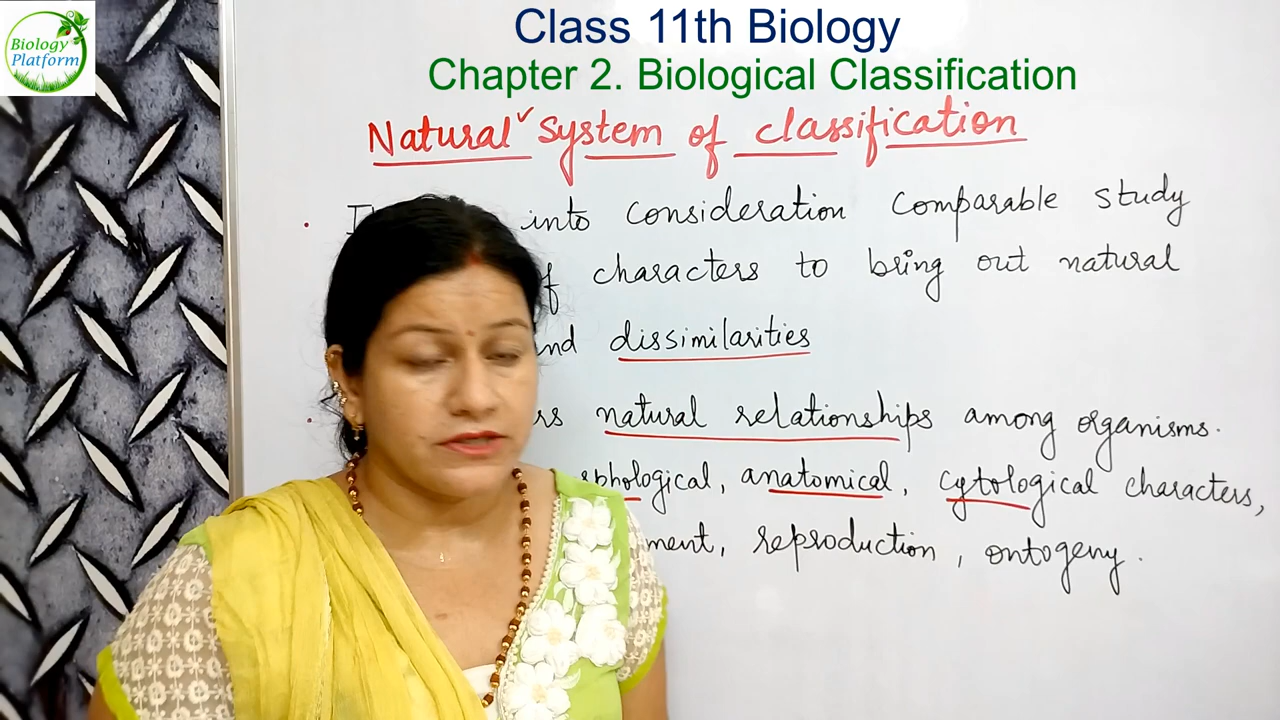 Biology
Platform
Class 11th Biology
Chapter 2. Biological Classification
Natural System of classification
into consideration comparable study
characters to bring out natural
dissimilarities
natural relationships among organisms.
anatomical, cytological characters,
reproduction, ontogeny.